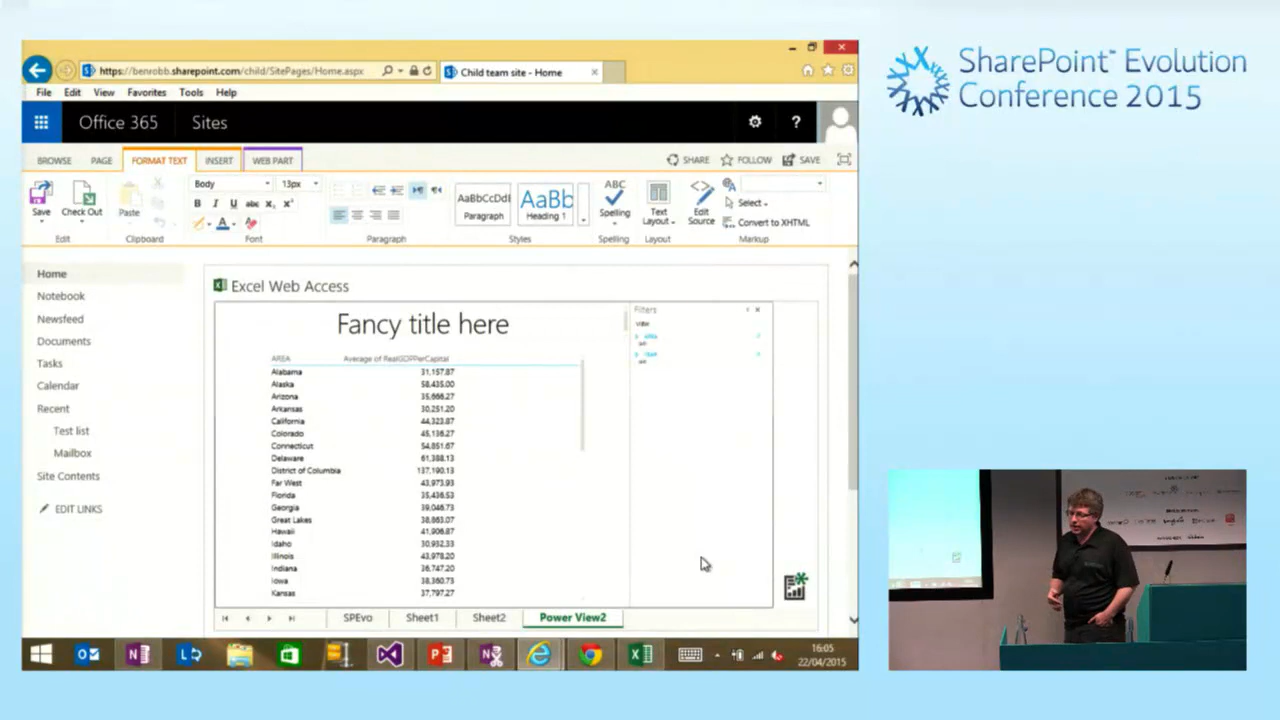 SharePoint™ Evolution
Conference 2015
https://benrobb.sharepoint.com/child/SitePages/Home.aspx
Child team site - Home
File Edit View Favorites Tools Help
Office 365 Sites ?
BROWSE PAGE FORMAT TEXT INSERT WEB PART SHARE FOLLOW SAVE
Save Check Out Paste Body 13px
B I U abc x₂ x² A
AaBbCcDdI AaBb
Paragraph Heading 1
ABC
Spelling Text Layout Edit Source
Select
Convert to XHTML
Edit Clipboard Font Paragraph Styles Spelling Layout Markup
Home
Notebook
Newsfeed
Documents
Tasks
Calendar
Recent
Test list
Mailbox
Site Contents
EDIT LINKS
Excel Web Access
Fancy title here
Filters
AREA Average of RealGDPPerCapital
Alabama 31,157.87
Alaska 58,435.00
Arizona 35,666.27
Arkansas 30,251.20
California 44,323.87
Colorado 45,136.27
Connecticut 54,851.67
Delaware 61,388.13
District of Columbia 137,190.13
Far West 43,973.93
Florida 35,436.53
Georgia 39,046.73
Great Lakes 38,863.07
Hawaii 41,906.87
Idaho 30,932.33
Illinois 43,978.20
Indiana 36,747.20
Iowa 38,360.73
Kansas 37,797.27
SPEvo Sheet1 Sheet2 Power View2
16:05
22/04/2015